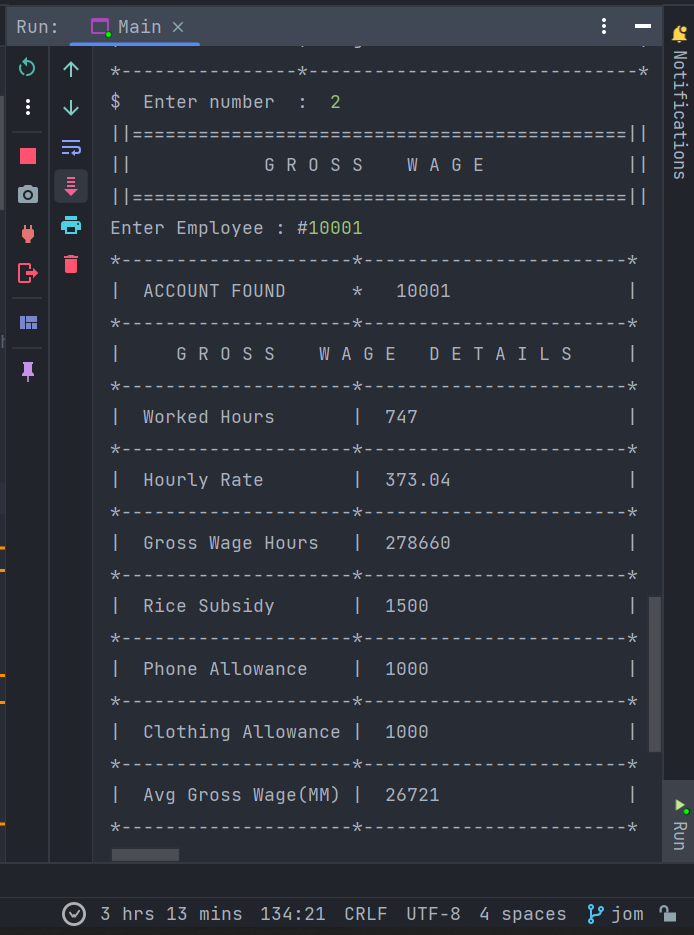 Run: Main
*----------------*------------------------------*
$  Enter number  :  2
||=============================================||
||            G R O S S    W A G E             ||
||=============================================||
Enter Employee : #10001
*---------------------*------------------------*
|  ACCOUNT FOUND      *   10001                |
*---------------------*------------------------*
|     G R O S S    W A G E   D E T A I L S     |
*---------------------*------------------------*
|  Worked Hours       |  747                   |
*---------------------*------------------------*
|  Hourly Rate        |  373.04                |
*---------------------*------------------------*
|  Gross Wage Hours   |  278660                |
*---------------------*------------------------*
|  Rice Subsidy       |  1500                  |
*---------------------*------------------------*
|  Phone Allowance    |  1000                  |
*---------------------*------------------------*
|  Clothing Allowance |  1000                  |
*---------------------*------------------------*
|  Avg Gross Wage(MM) |  26721                 |
*---------------------*------------------------*
Notifications
Run
3 hrs 13 mins 134:21 CRLF UTF-8 4 spaces jom